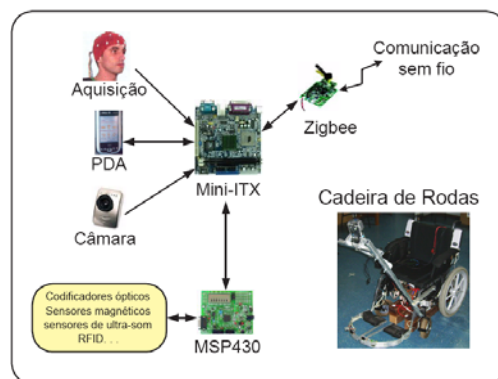 Aquisição
PDA
Câmara
Mini-ITX
Zigbee
Comunicação
sem fio
Cadeira de Rodas
Codificadores ópticos
Sensores magnéticos
sensores de ultra-som
RFID. . .
MSP430